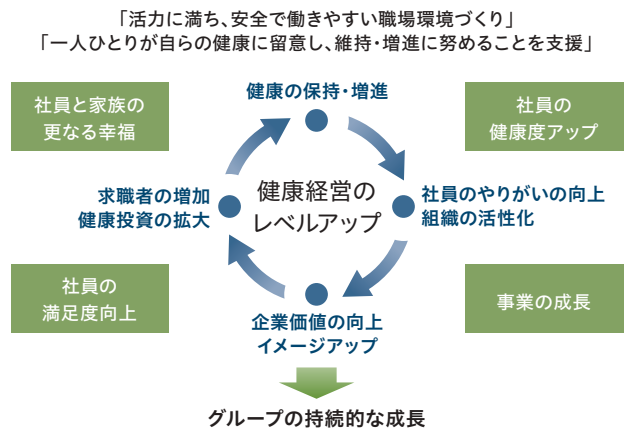 「活力に満ち、安全で働きやすい職場環境づくり」
「一人ひとりが自らの健康に留意し、維持・増進に努めることを支援」
健康の保持・増進
社員と家族の
更なる幸福
社員の
健康度アップ
求職者の増加
健康投資の拡大
健康経営の
レベルアップ
社員のやりがいの向上
組織の活性化
社員の
満足度向上
事業の成長
企業価値の向上
イメージアップ
グループの持続的な成長